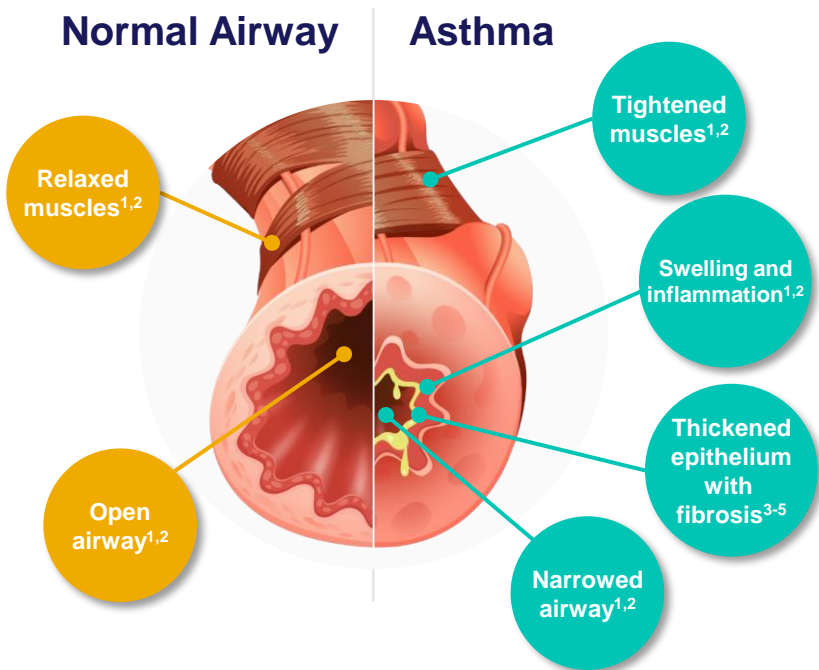 Normal Airway
Asthma
Relaxed
muscles1,2
Open
airway1,2
Tightened
muscles1,2
Swelling and
inflammation1,2
Thickened
epithelium
with
fibrosis3-5
Narrowed
airway1,2